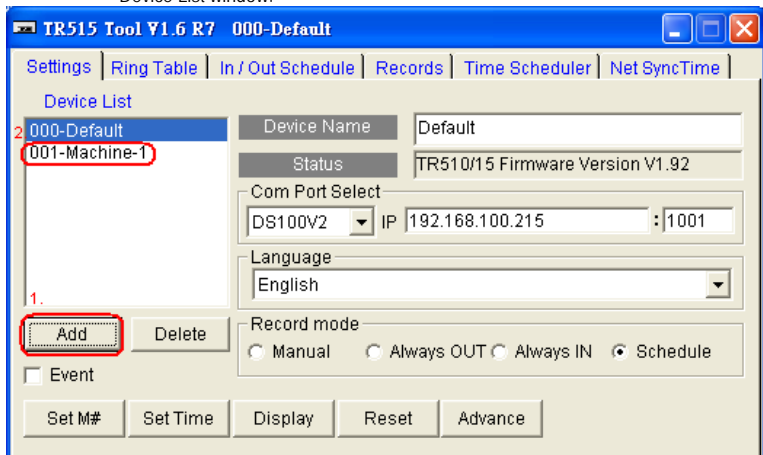 TR515 Tool V1.6 R7 000-Default
Settings Ring Table In / Out Schedule Records Time Scheduler Net SyncTime
Device List
2 000-Default
001-Machine-1
1.
Add Delete
Event
Device Name Default
Status TR510/15 Firmware Version V1.92
Com Port Select
DS100V2 IP 192.168.100.215 : 1001
Language
English
Record mode
Manual Always OUT Always IN Schedule
Set M# Set Time Display Reset Advance